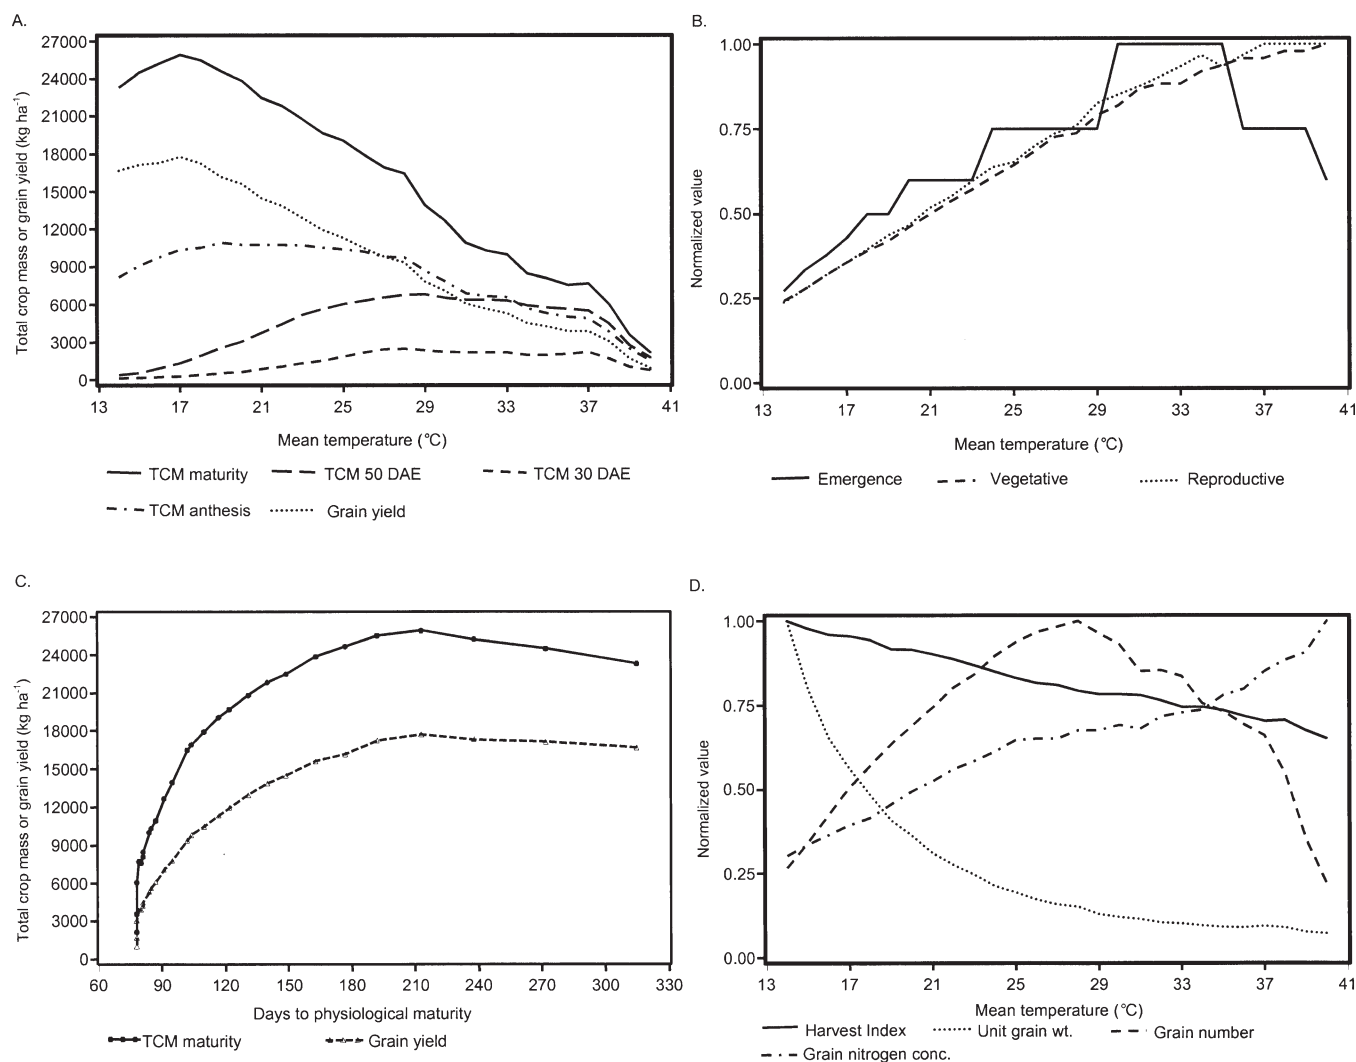 A.
27000
24000
21000
18000
15000
12000
9000
6000
3000
0
Total crop mass or grain yield (kg ha-1)
13 17 21 25 29 33 37 41
Mean temperature (°C)
TCM maturity TCM 50 DAE TCM 30 DAE
TCM anthesis Grain yield
B.
1.00
0.75
0.50
0.25
0.00
Normalized value
13 17 21 25 29 33 37 41
Mean temperature (°C)
Emergence Vegetative Reproductive
C.
27000
24000
21000
18000
15000
12000
9000
6000
3000
0
Total crop mass or grain yield (kg ha-1)
60 90 120 150 180 210 240 270 300 330
Days to physiological maturity
TCM maturity Grain yield
D.
1.00
0.75
0.50
0.25
0.00
Normalized value
13 17 21 25 29 33 37 41
Mean temperature (°C)
Harvest Index Unit grain wt. Grain number
Grain nitrogen conc.